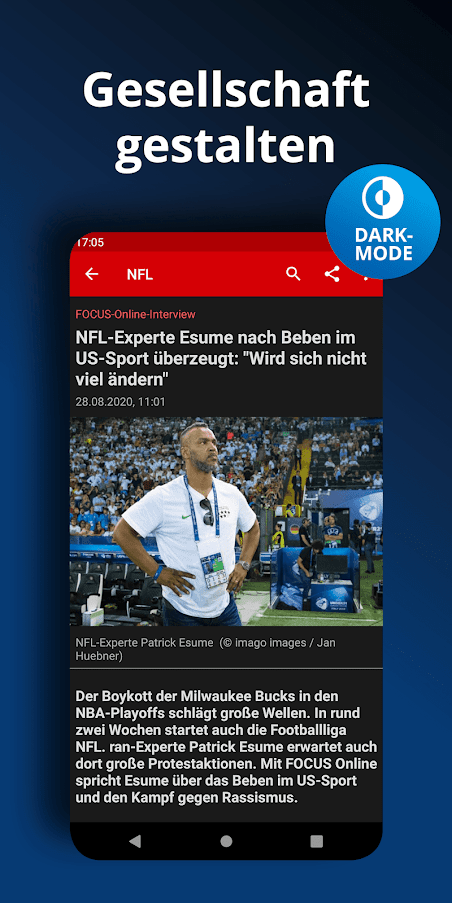 Gesellschaft
gestalten
DARK-
MODE
17:05
NFL
FOCUS-Online-Interview
NFL-Experte Esume nach Beben im
US-Sport überzeugt: "Wird sich nicht
viel ändern"
28.08.2020, 11:01
NFL-Experte Patrick Esume (© imago images / Jan
Huebner)
Der Boykott der Milwaukee Bucks in den
NBA-Playoffs schlägt große Wellen. In rund
zwei Wochen startet auch die Footballliga
NFL. ran-Experte Patrick Esume erwartet auch
dort große Protestaktionen. Mit FOCUS Online
spricht Esume über das Beben im US-Sport
und den Kampf gegen Rassismus.